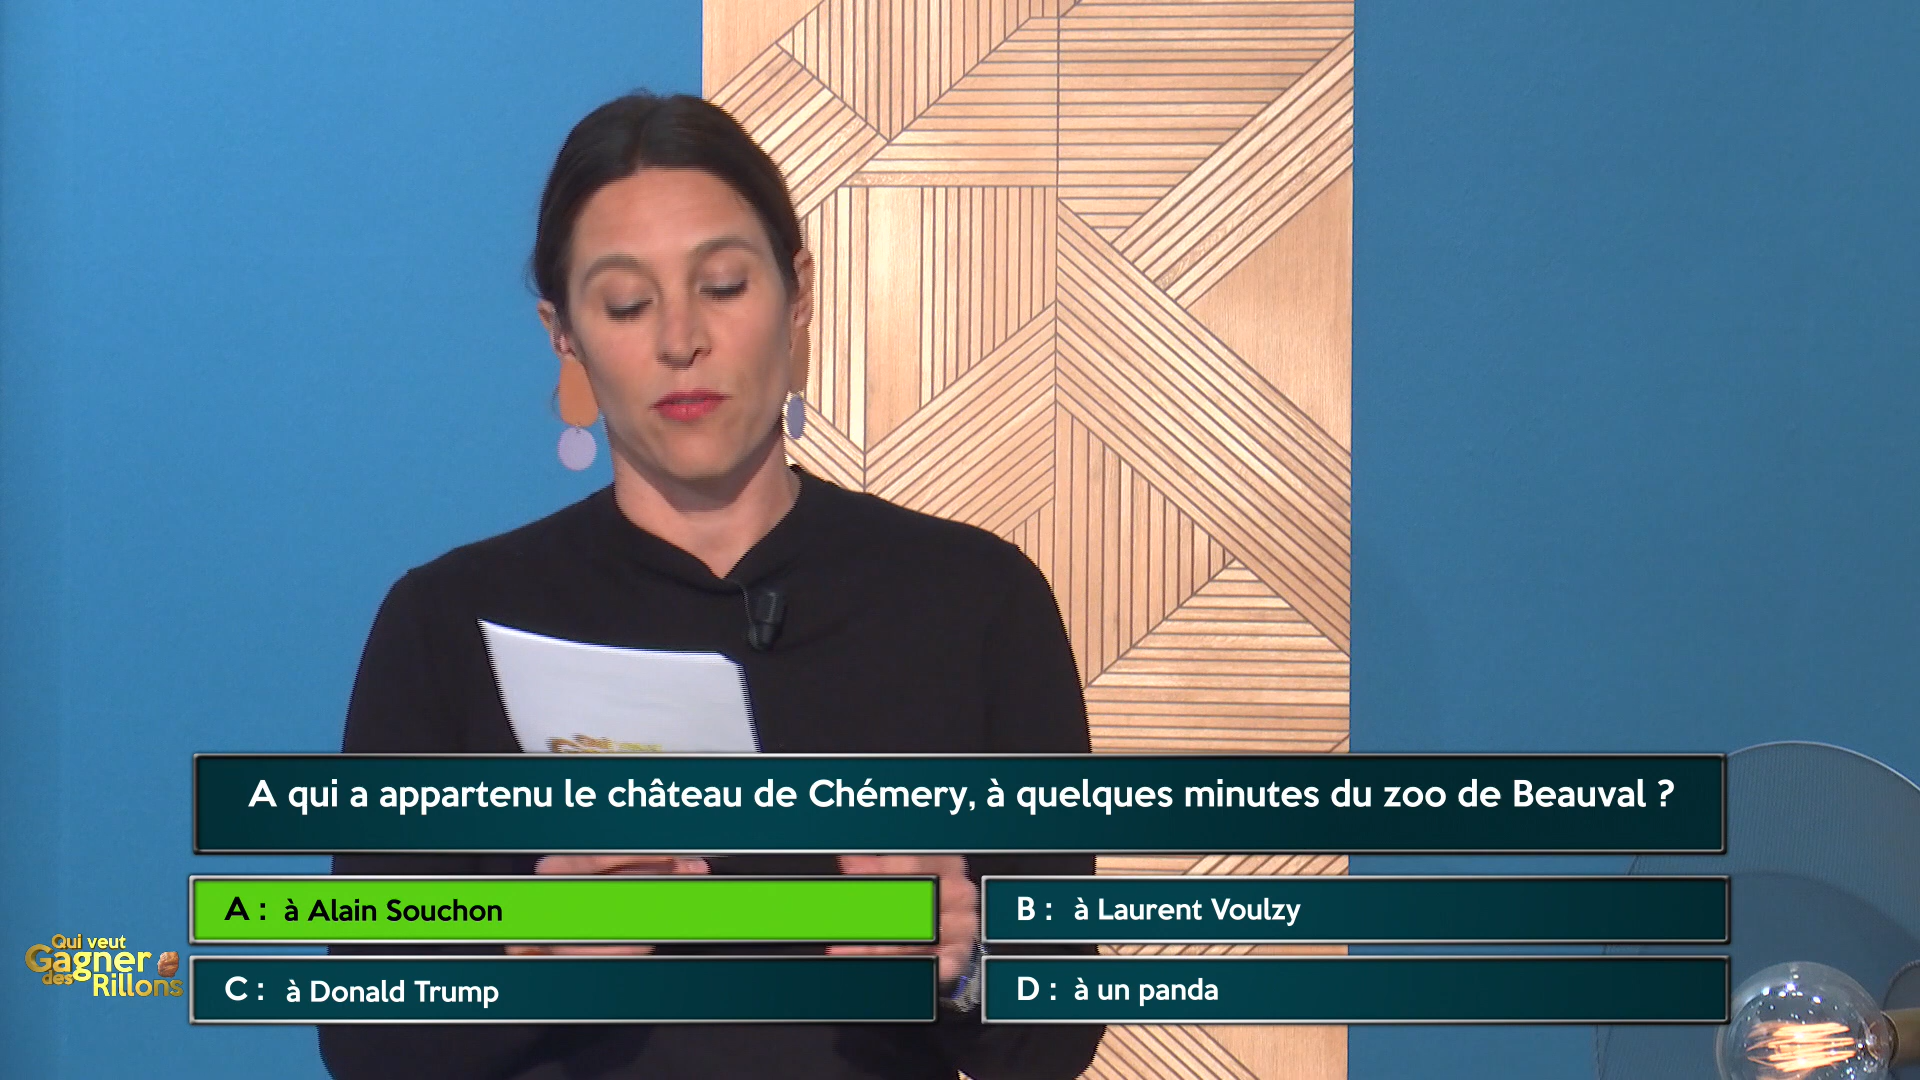 A qui a appartenu le château de Chémery, à quelques minutes du zoo de Beauval ?
A : à Alain Souchon
B : à Laurent Voulzy
C : à Donald Trump
D : à un panda
Qui veut
Gagner
des
Rillons